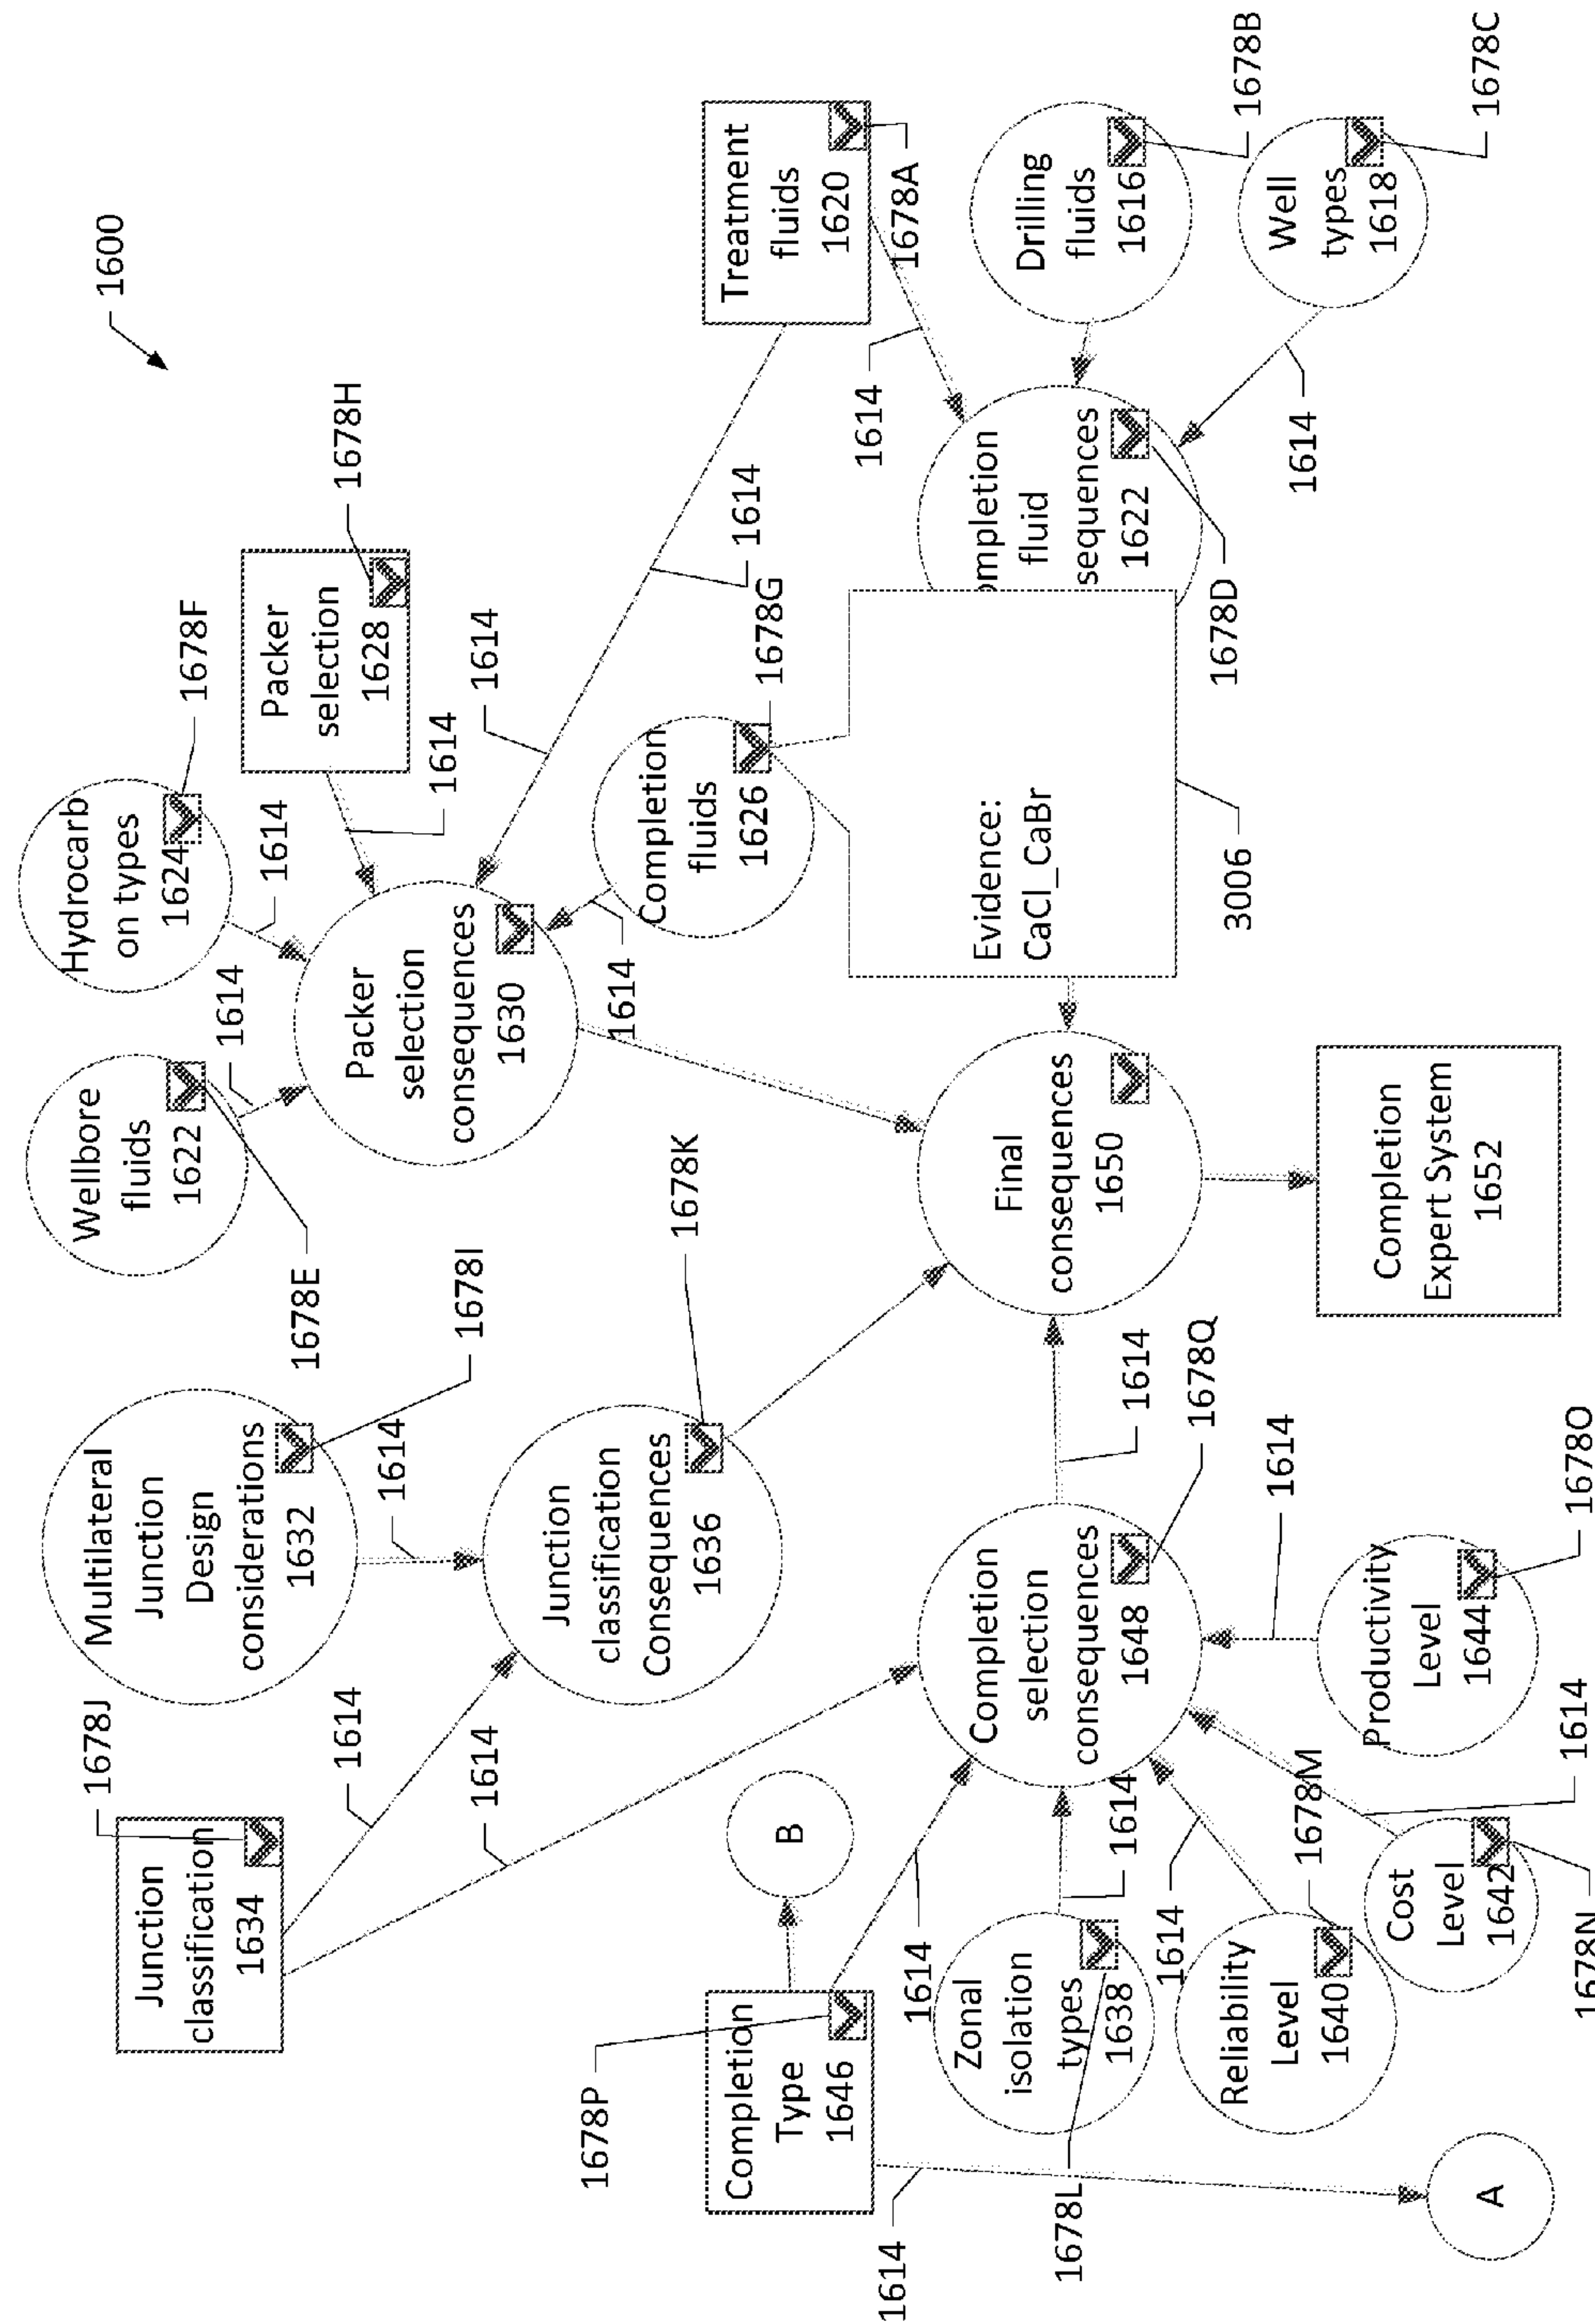 1600
1678J
Junction
classification
1634
1614
1614
Multilateral
Junction
Design
considerations
1632
1678I
1614
Wellbore
fluids
1622
1678E
1614
Hydrocarb
on types
1624
1678F
1614
Packer
selection
1628
1678H
1614
1614
1614
Packer
selection
consequences
1630
1614
Completion
fluids
1626
1678G
Treatment
fluids
1620
1678A
1614
Junction
classification
Consequences
1636
1678K
1678P
Completion
Type
1646
B
1614
1614
A
Zonal
isolation
types
1638
1678L
1614
Reliability
Level
1640
1678M
1614
Cost
Level
1642
1678N
1614
Productivity
Level
1644
1678O
1614
Completion
selection
consequences
1648
1678Q
1614
Final
consequences
1650
Completion
Expert System
1652
Evidence:
CaCl_CaBr
3006
ompletion
fluid
sequences
1622
1678D
Drilling
fluids
1616
1678B
Well
types
1618
1678C
1614